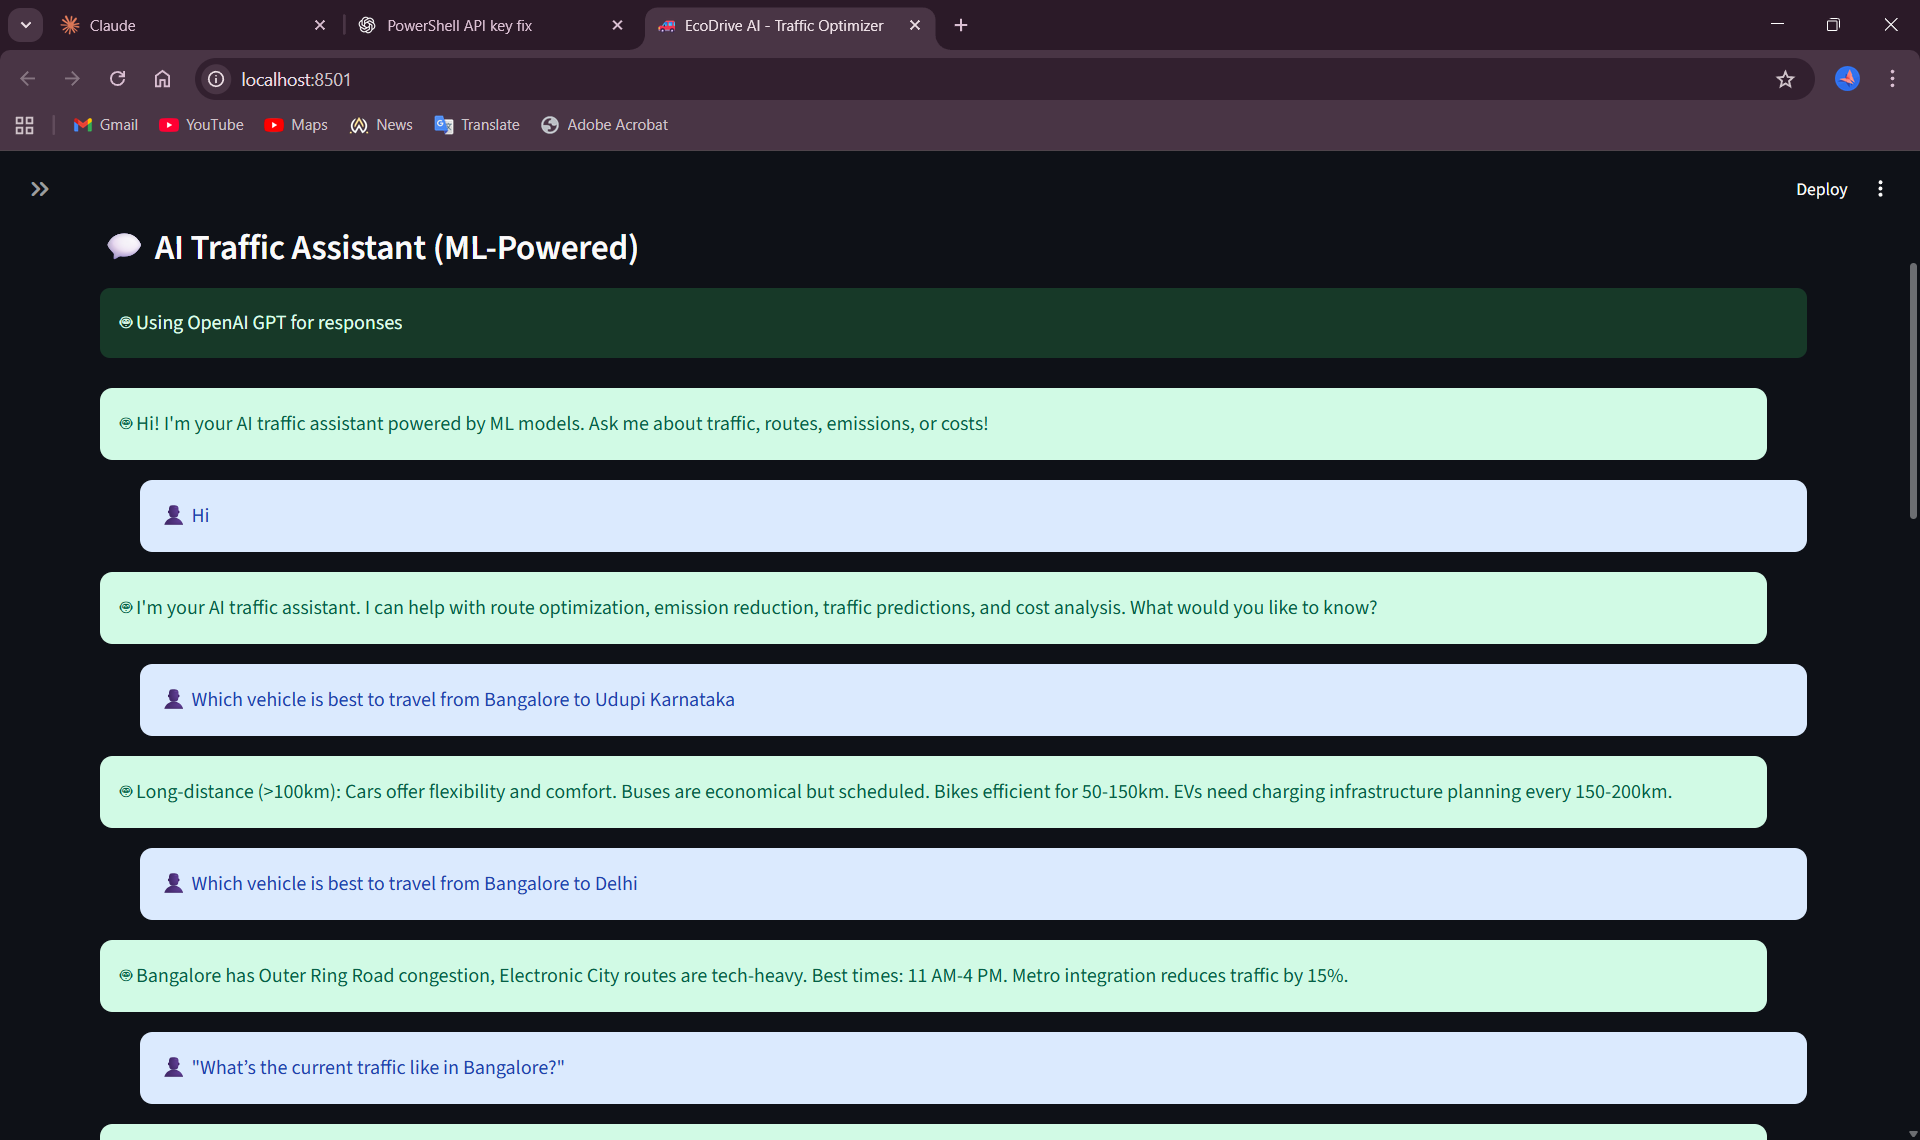 Claude
PowerShell API key fix
EcoDrive AI - Traffic Optimizer
localhost:8501
Gmail
YouTube
Maps
News
Translate
Adobe Acrobat
Deploy
AI Traffic Assistant (ML-Powered)
Using OpenAI GPT for responses
Hi! I'm your AI traffic assistant powered by ML models. Ask me about traffic, routes, emissions, or costs!
Hi
I'm your AI traffic assistant. I can help with route optimization, emission reduction, traffic predictions, and cost analysis. What would you like to know?
Which vehicle is best to travel from Bangalore to Udupi Karnataka
Long-distance (>100km): Cars offer flexibility and comfort. Buses are economical but scheduled. Bikes efficient for 50-150km. EVs need charging infrastructure planning every 150-200km.
Which vehicle is best to travel from Bangalore to Delhi
Bangalore has Outer Ring Road congestion, Electronic City routes are tech-heavy. Best times: 11 AM-4 PM. Metro integration reduces traffic by 15%.
"What’s the current traffic like in Bangalore?"